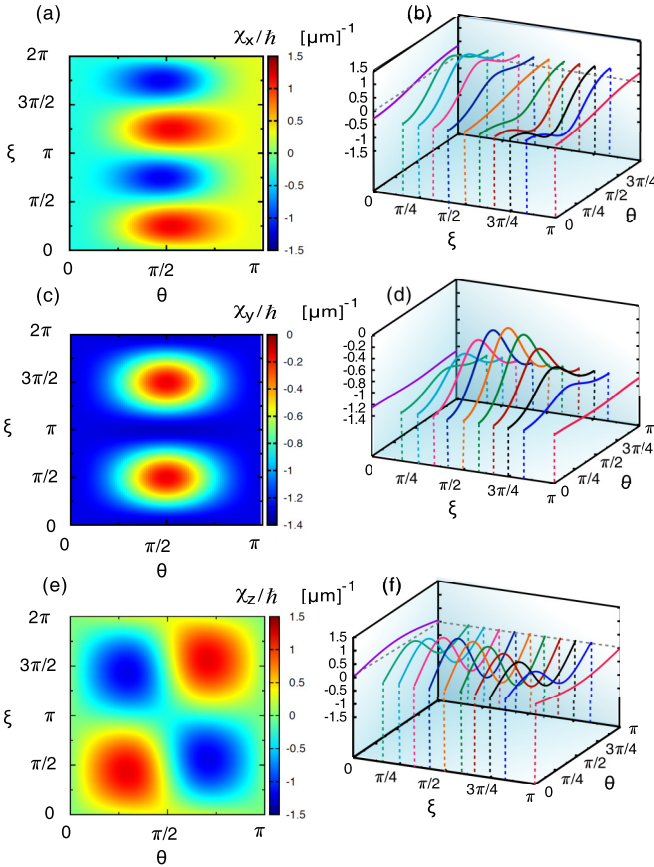 (a)
χx/ℏ [μm]-1
2π
3π/2
ξ
π
π/2
0
0
π/2
π
θ
1.5
1
0.5
0
-0.5
-1
-1.5
(b)
1.5
1
0.5
0
-0.5
-1
-1.5
0
π/4
π/2
3π/4
π
ξ
0
π/4
π/2
3π/4
θ
(c)
χy/ℏ [μm]-1
2π
3π/2
ξ
π
π/2
0
0
π/2
π
θ
0
-0.2
-0.4
-0.6
-0.8
-1
-1.2
-1.4
(d)
0
-0.2
-0.4
-0.6
-0.8
-1
-1.2
-1.4
0
π/4
π/2
3π/4
π
ξ
0
π/4
π/2
3π/4
π
θ
(e)
χz/ℏ [μm]-1
2π
3π/2
ξ
π
π/2
0
0
π/2
π
θ
1.5
1
0.5
0
-0.5
-1
-1.5
(f)
1.5
1
0.5
0
-0.5
-1
-1.5
0
π/4
π/2
3π/4
π
ξ
0
π/4
π/2
3π/4
π
θ